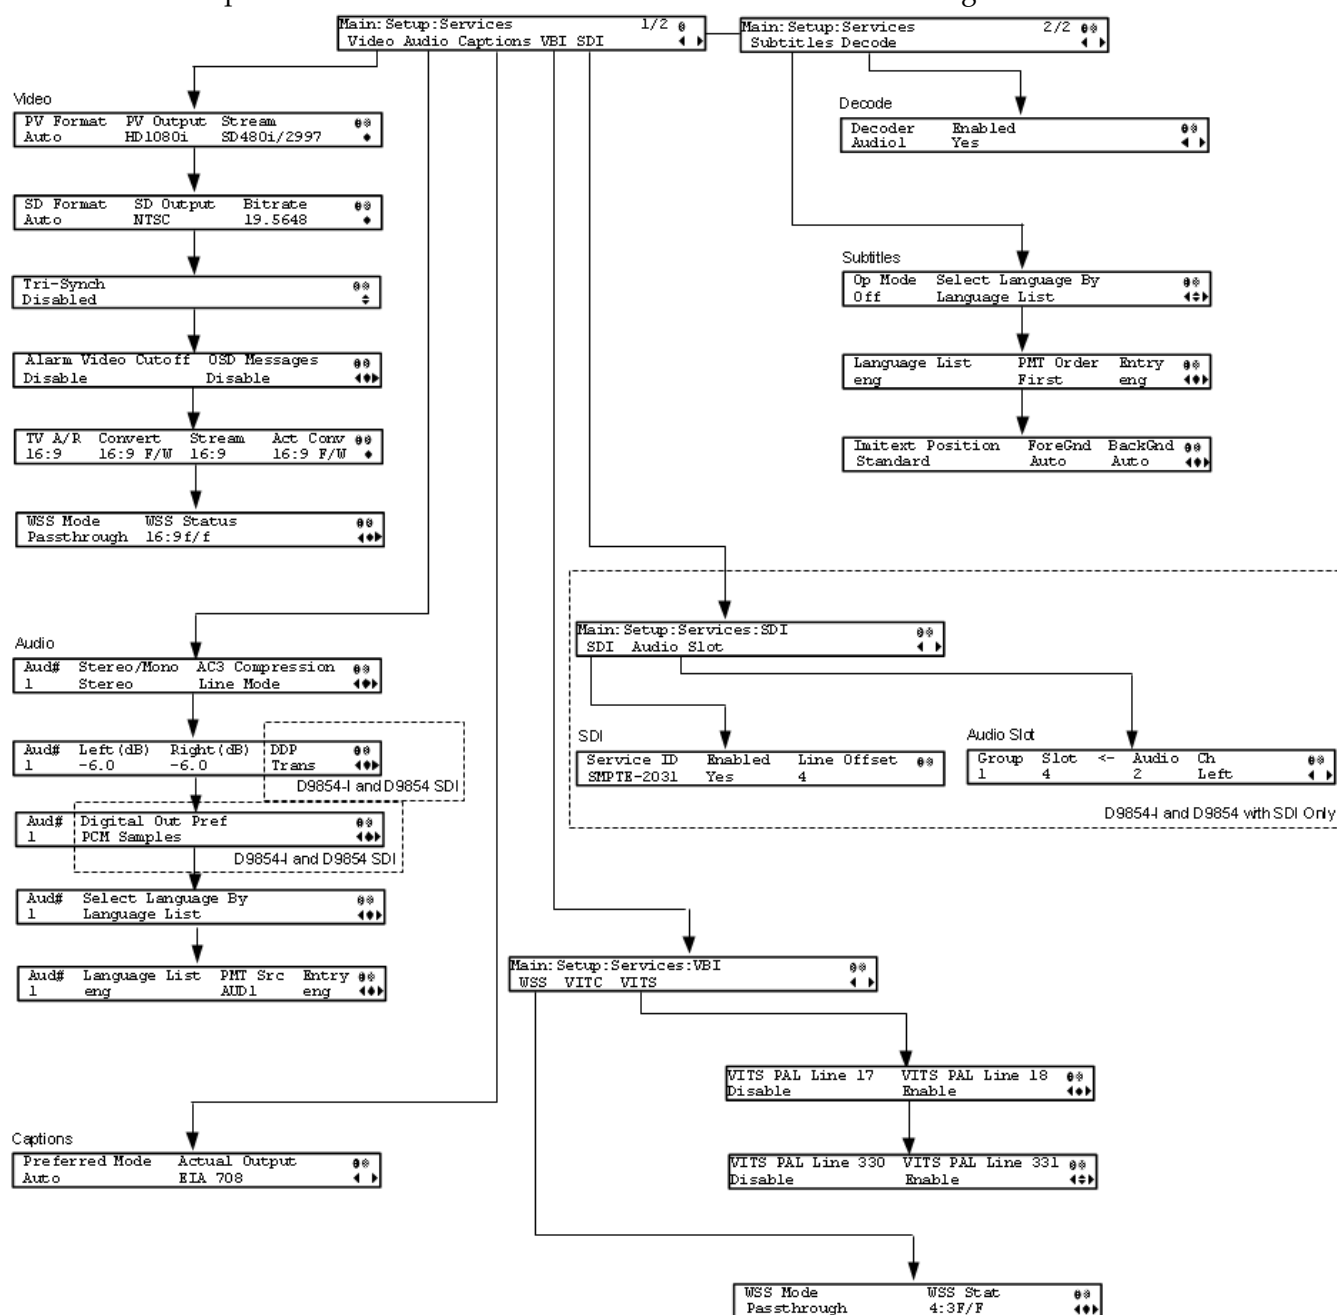 Main:Setup:Services 1/2
Video Audio Captions VBI SDI
Main:Setup:Services 2/2
Subtitles Decode
Video
PV Format PV Output Stream
Auto HD1080i SD480i/2997
SD Format SD Output Bitrate
Auto NTSC 19.5648
Tri-Synch
Disabled
Alarm Video Cutoff OSD Messages
Disable Disable
TV A/R Convert Stream Act Conv
16:9 16:9 F/W 16:9 16:9 F/W
WSS Mode WSS Status
Passthrough 16:9f/f
Decode
Decoder Enabled
Audio1 Yes
Subtitles
Op Mode Select Language By
Off Language List
Language List PMT Order Entry
eng First eng
Imitext Position ForeGnd BackGnd
Standard Auto Auto
Audio
Aud# Stereo/Mono AC3 Compression
1 Stereo Line Mode
Aud# Left(dB) Right(dB) DDP
1 -6.0 -6.0 Trans
D9854-I and D9854 SDI
Aud# Digital Out Pref
1 PCM Samples
D9854-I and D9854 SDI
Aud# Select Language By
1 Language List
Aud# Language List PMT Src Entry
1 eng AUD1 eng
Main:Setup:Services:SDI
SDI Audio Slot
SDI
Service ID Enabled Line Offset
SMPTE-2031 Yes 4
Audio Slot
Group Slot <- Audio Ch
1 4 2 Left
D9854-I and D9854 with SDI Only
Main:Setup:Services:VBI
WSS VITC VITS
VITS PAL Line 17 VITS PAL Line 18
Disable Enable
VITS PAL Line 330 VITS PAL Line 331
Disable Enable
Captions
Preferred Mode Actual Output
Auto EIA 708
WSS Mode WSS Stat
Passthrough 4:3F/F